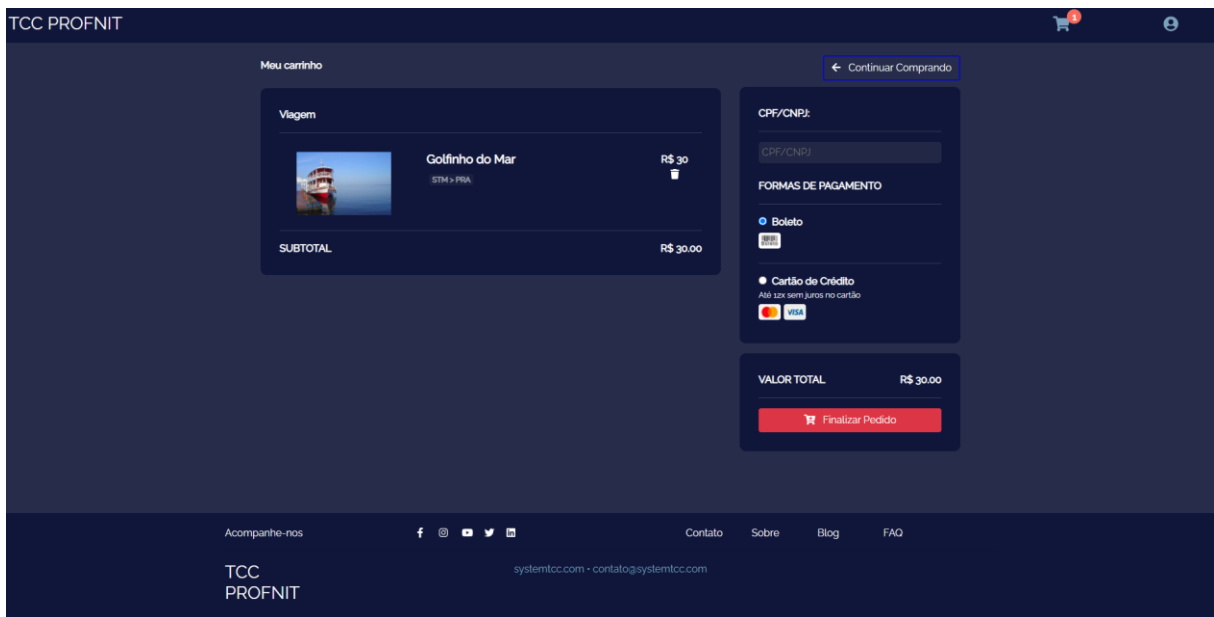 TCC PROFNIT
1
Meu carrinho
Continuar Comprando
Viagem
Golfinho do Mar
R$ 30
STM > PRA
SUBTOTAL
R$ 30.00
CPF/CNPJ:
CPF/CNPJ
FORMAS DE PAGAMENTO
Boleto
Cartão de Crédito
Até 12x sem juros no cartão
VISA
VALOR TOTAL
R$ 30.00
Finalizar Pedido
Acompanhe-nos
Contato
Sobre
Blog
FAQ
TCC
PROFNIT
systemtcc.com • contato@systemtcc.com